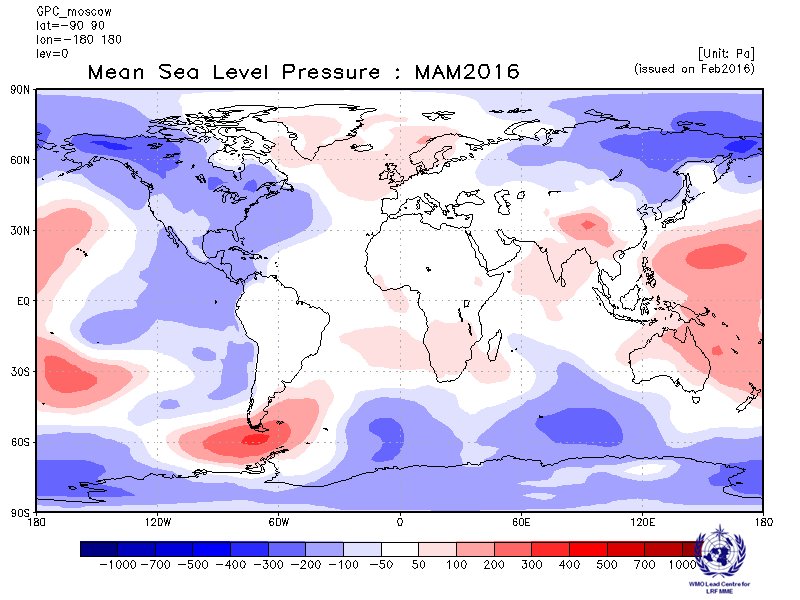 GPC_moscow
lat=-90 90
lon=-180 180
lev=0
[Unit: Pa]
Mean Sea Level Pressure : MAM2016
(issued on Feb2016)
90N
60N
30N
EQ
30S
60S
90S
180 120W 60W 0 60E 120E 180
-1000 -700 -500 -400 -300 -200 -100 -50 50 100 200 300 400 500 700 1000
WMO Lead Centre for
LRF MME